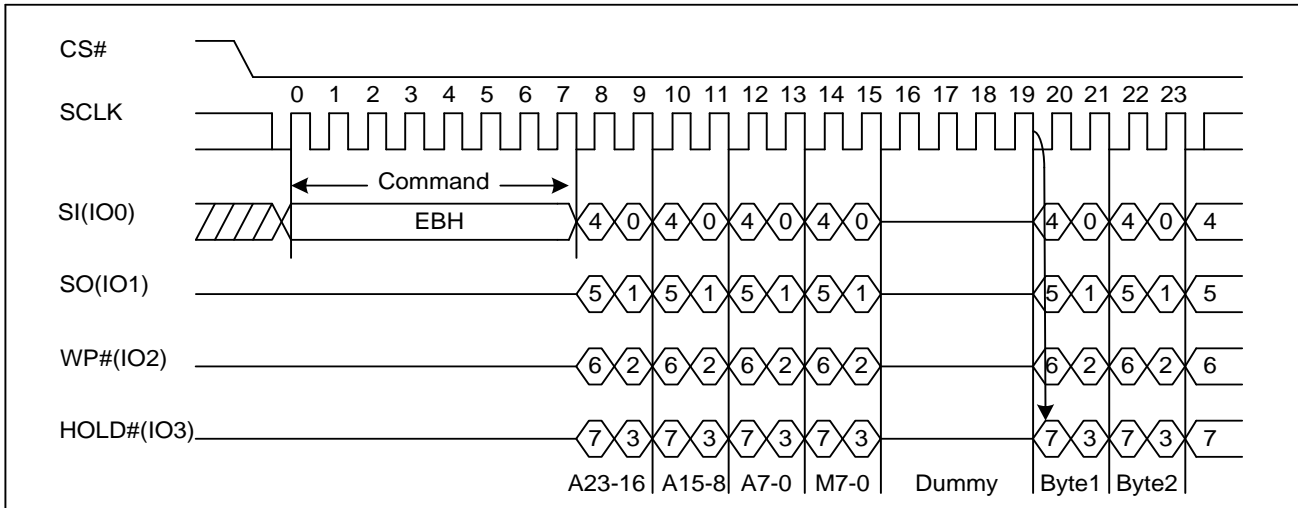 CS#
0 1 2 3 4 5 6 7 8 9 10 11 12 13 14 15 16 17 18 19 20 21 22 23
SCLK
Command
SI(IO0) EBH 4 0 4 0 4 0 4 0 4 0 4 0 4
SO(IO1) 5 1 5 1 5 1 5 1 5 1 5 1 5
WP#(IO2) 6 2 6 2 6 2 6 2 6 2 6 2 6
HOLD#(IO3) 7 3 7 3 7 3 7 3 7 3 7 3 7
A23-16 A15-8 A7-0 M7-0 Dummy Byte1 Byte2